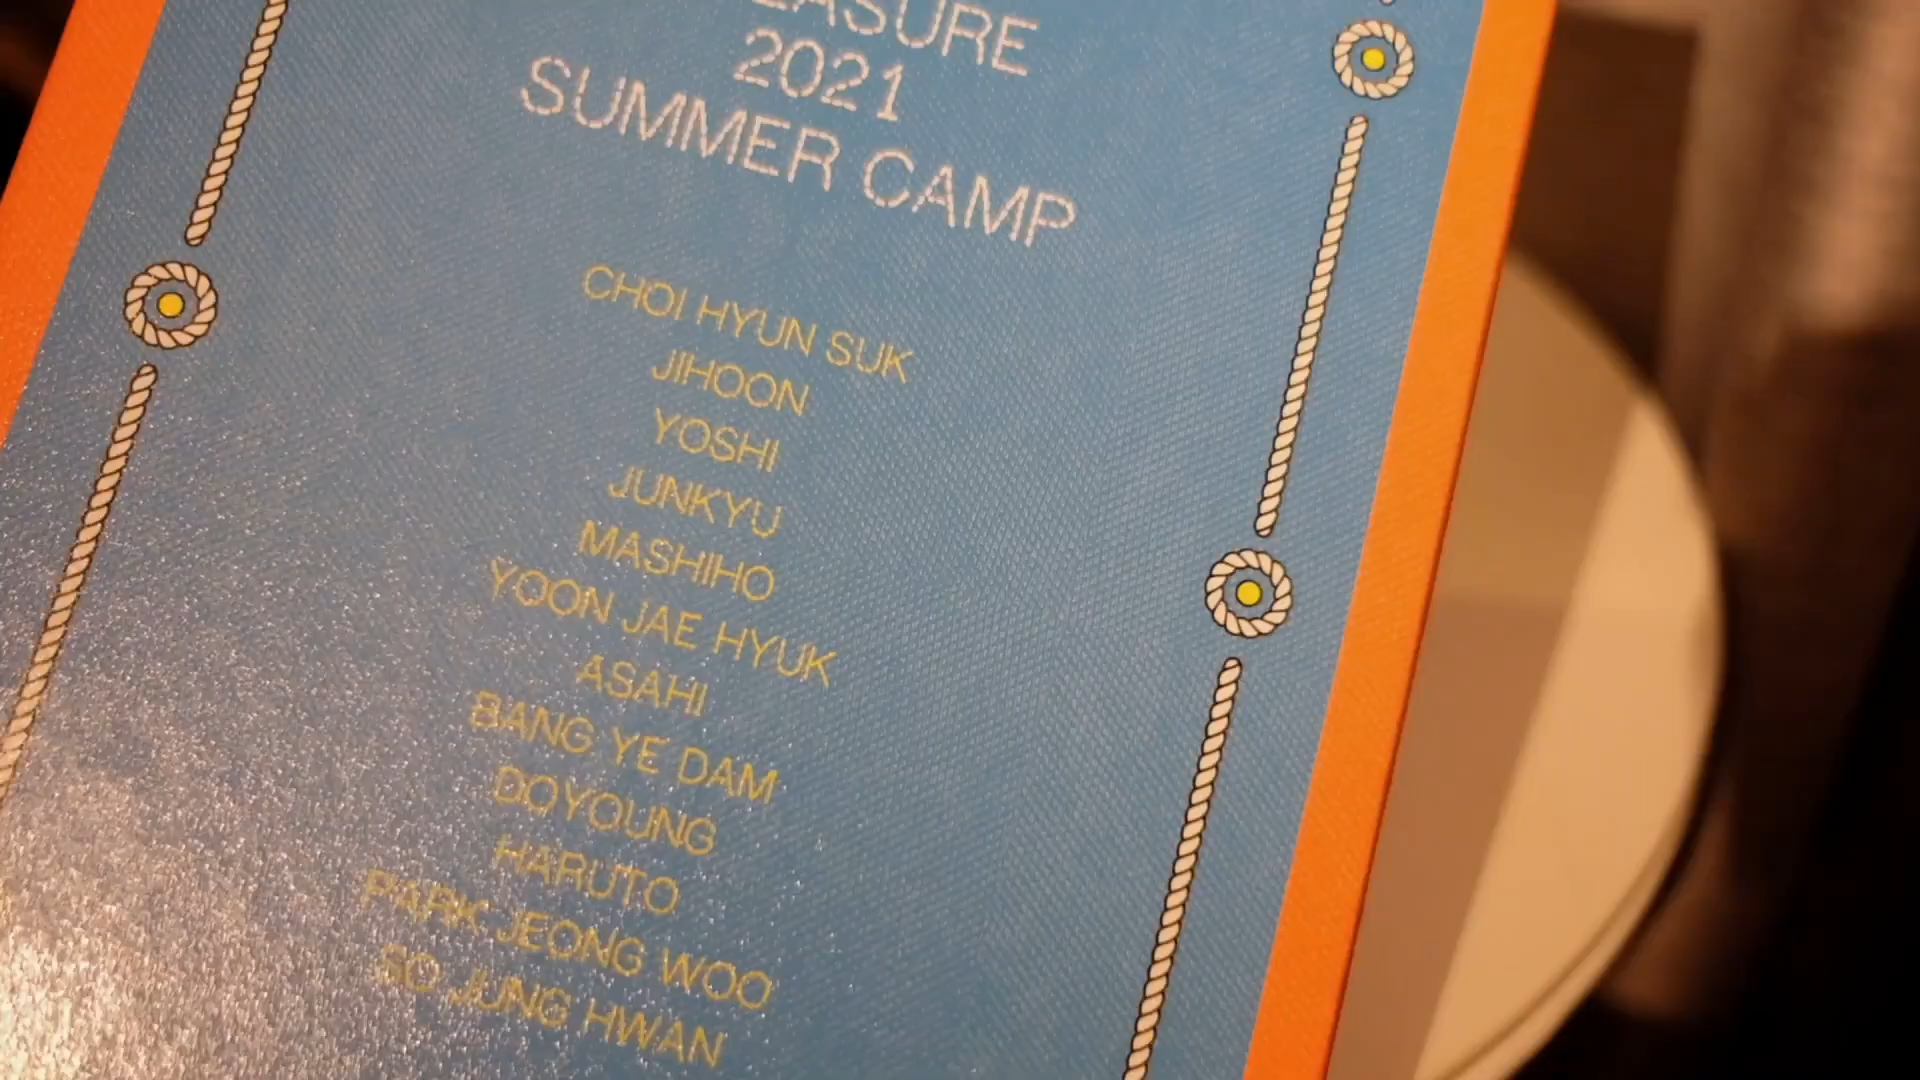 EASURE
2021
SUMMER CAMP
CHOI HYUN SUK
JIHOON
YOSHI
JUNKYU
MASHIHO
YOON JAE HYUK
ASAHI
BANG YE DAM
DOYOUNG
HARUTO
PARK JEONG WOO
SO JUNG HWAN